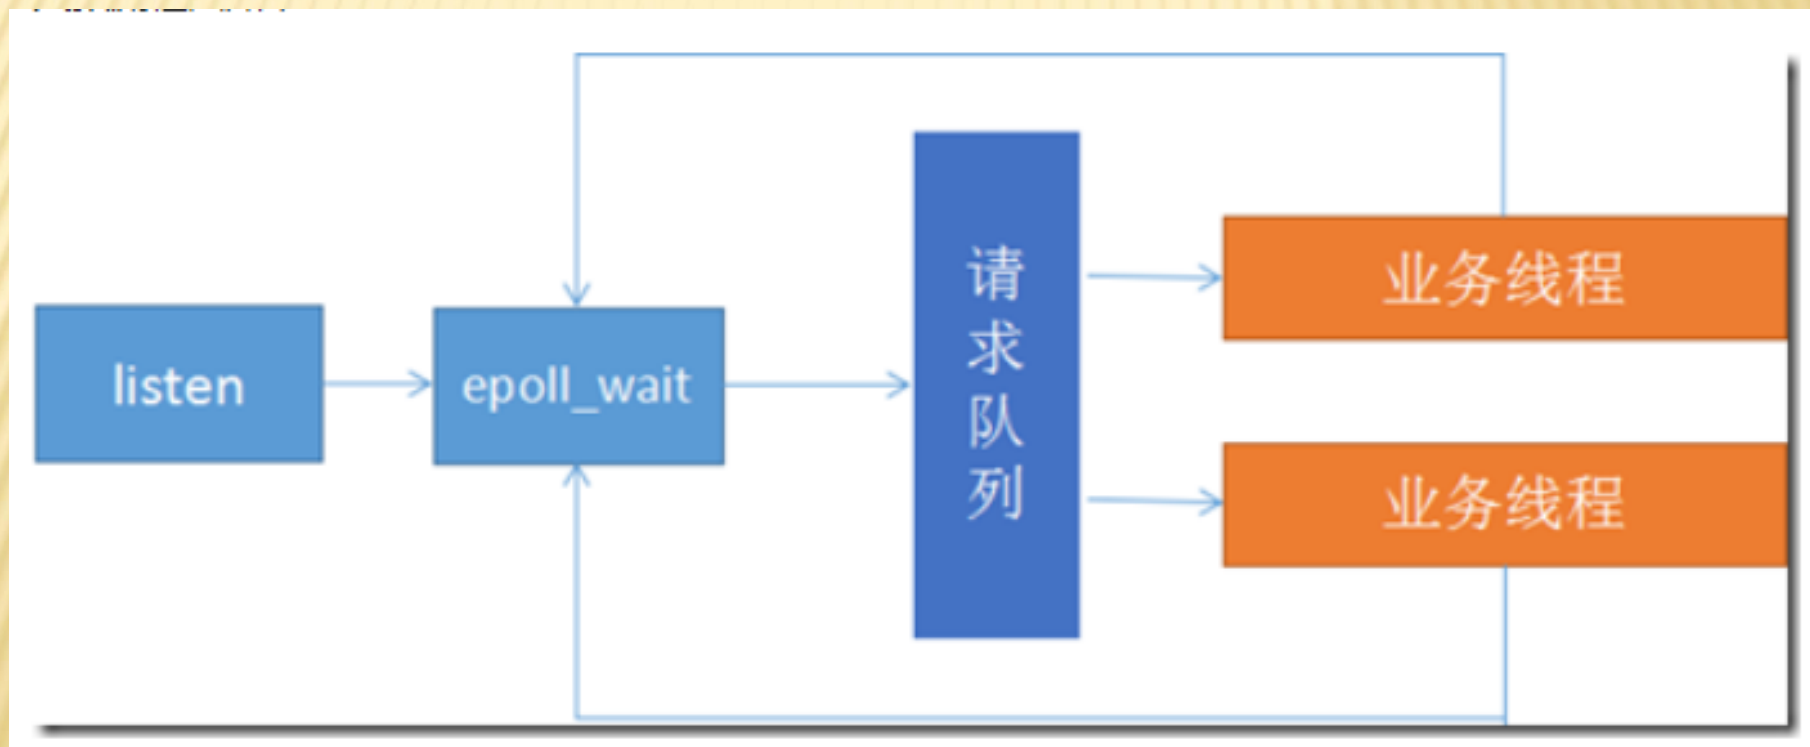 listen
epoll_wait
请
求
队
列
业务线程
业务线程